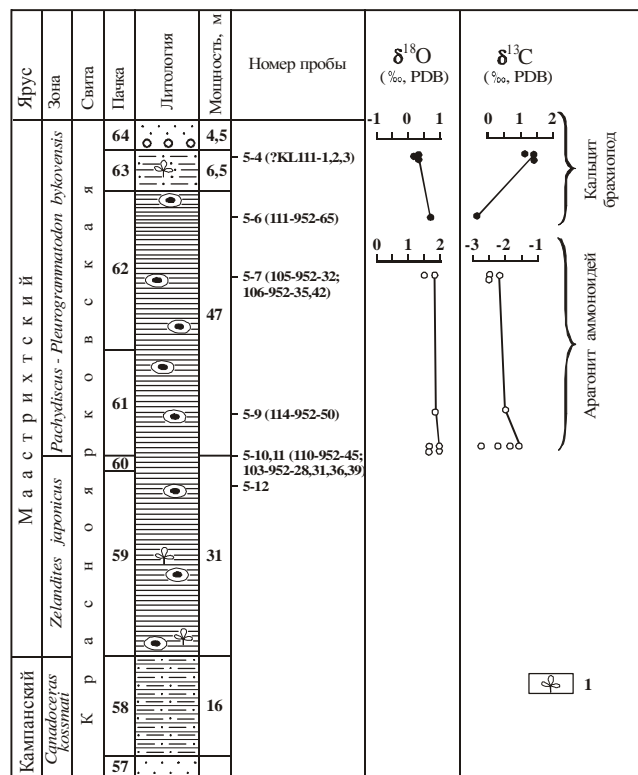 Ярус
Зона
Свита
Пачка
Литология
Мощность, м
Номер пробы
δ18O
(‰, PDB)
-1 0 1
δ13C
(‰, PDB)
0 1 2
Маастрихтский
Кампанский
Pachydiscus - Pleurogrammatodon bykovensis
Zelandites japonicus
Canadoceras
kossmati
Красноярковская
64
63
62
61
60
59
58
57
4,5
6,5
47
31
16
5-4 (?KL111-1,2,3)
5-6 (111-952-65)
5-7 (105-952-32;
106-952-35,42)
5-9 (114-952-50)
5-10,11 (110-952-45;
103-952-28,31,36,39)
5-12
0 1 2
-3 -2 -1
Кальцит
брахиопод
Арагонит аммоноидей
1